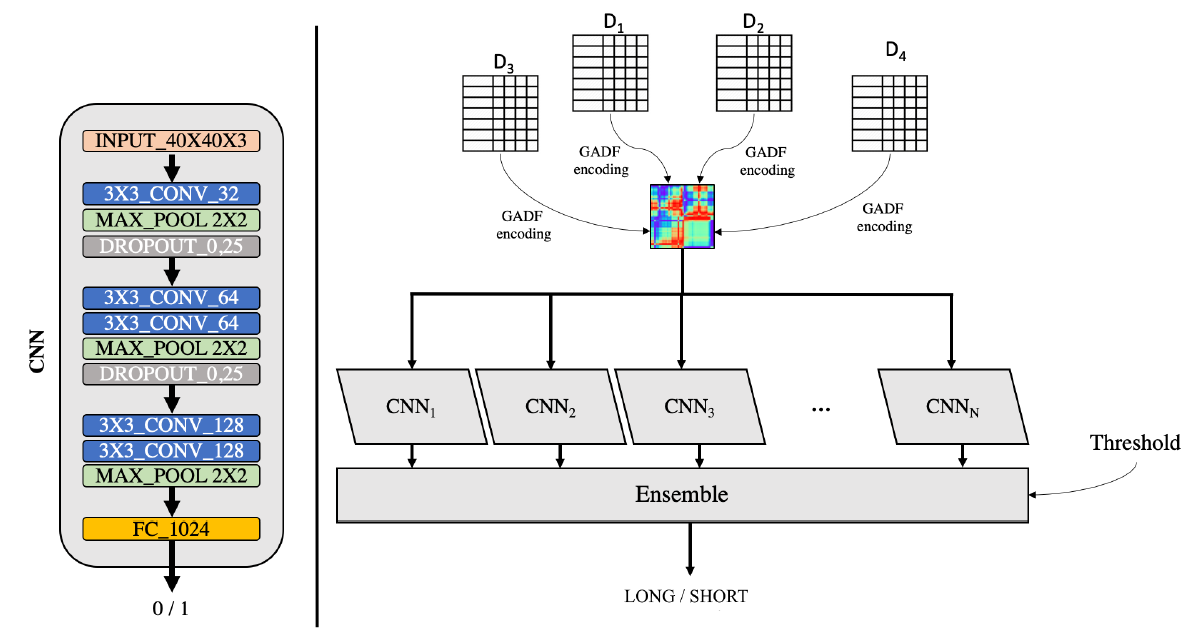 CNN
INPUT_40X40X3
3X3_CONV_32
MAX_POOL 2X2
DROPOUT_0,25
3X3_CONV_64
3X3_CONV_64
MAX_POOL 2X2
DROPOUT_0,25
3X3_CONV_128
3X3_CONV_128
MAX_POOL 2X2
FC_1024
0 / 1
D₁
D₂
D₃
D₄
GADF
encoding
GADF
encoding
GADF
encoding
GADF
encoding
CNN₁
CNN₂
CNN₃
...
CNN_N
Threshold
Ensemble
LONG / SHORT